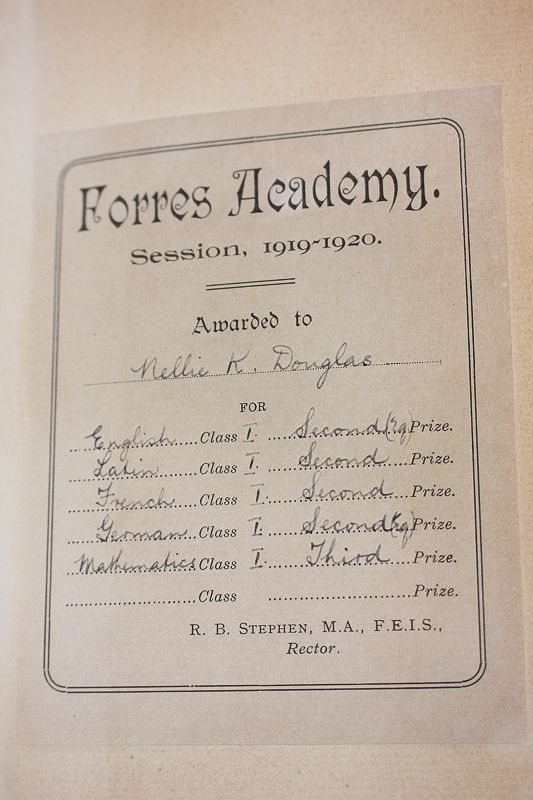 Forres Academy.
Session, 1919-1920.
Awarded to
Nellie K. Douglas
FOR
English Class I. Second (Eq) Prize.
Latin Class I. Second Prize.
French Class I. Second Prize.
German Class I. Second (Eq) Prize.
Mathematics Class I. Third Prize.
Class Prize.
R. B. STEPHEN, M.A., F.E.I.S.,
Rector.